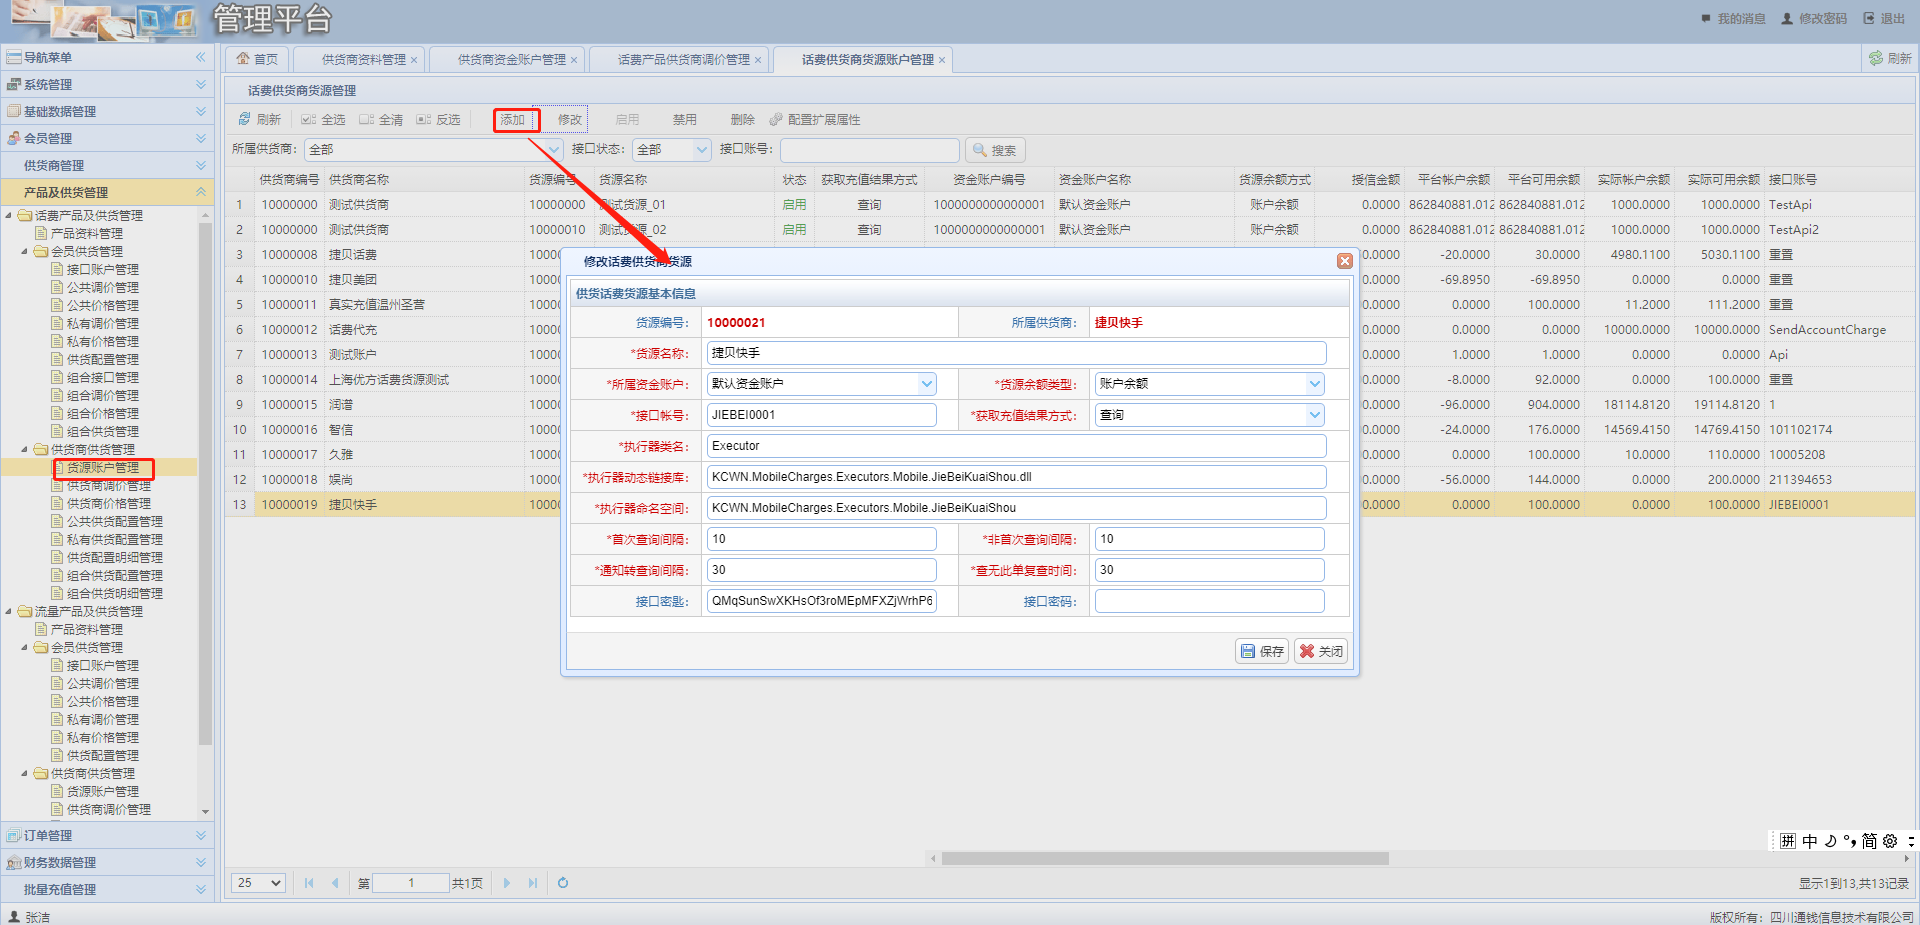 管理平台
我的消息 修改密码 退出
导航菜单
首页 供货商资料管理 供货商资金账户管理 话费产品供货商调价管理 话费供货商货源账户管理 刷新
系统管理
基础数据管理
会员管理
供货商管理
产品及供货管理
话费产品及供货管理
产品资料管理
会员供货管理
接口账户管理
公共调价管理
公共价格管理
私有调价管理
私有价格管理
供货配置管理
组合接口管理
组合调价管理
组合价格管理
组合供货管理
供货商供货管理
货源账户管理
供货商调价管理
供货商价格管理
公共供货配置管理
私有供货配置管理
供货配置明细管理
组合供货配置管理
组合供货明细管理
流量产品及供货管理
产品资料管理
会员供货管理
接口账户管理
公共调价管理
公共价格管理
私有调价管理
私有价格管理
供货配置管理
供货商供货管理
货源账户管理
供货商调价管理
订单管理
财务数据管理
批量充值管理
张洁
话费供货商货源管理
刷新 全选 全清 反选 添加 修改 启用 禁用 删除 配置扩展属性
所属供货商: 全部 接口状态: 全部 接口账号: 搜索
供货商编号 供货商名称 货源编号 货源名称 状态 获取充值结果方式 资金账户编号 资金账户名称 货源余额方式 授信金额 平台帐户余额 平台可用余额 实际帐户余额 实际可用余额 接口账号
1 10000000 测试供货商 10000000 测试货源_01 启用 查询 1000000000000001 默认资金账户 账户余额 0.0000 862840881.012 862840881.012 1000.0000 1000.0000 TestApi
2 10000000 测试供货商 10000010 测试货源_02 启用 查询 1000000000000001 默认资金账户 账户余额 0.0000 862840881.012 862840881.012 1000.0000 1000.0000 TestApi2
3 10000008 捷贝话费 1000 0.0000 -20.0000 30.0000 4980.1100 5030.1100 重置
4 10000010 捷贝美团 1000 0.0000 -69.8950 -69.8950 0.0000 0.0000 重置
5 10000011 真实充值温州圣营 1000 0.0000 0.0000 100.0000 11.2000 111.2000 重置
6 10000012 话费代充 1000 0.0000 0.0000 0.0000 10000.0000 10000.0000 SendAccountCharge
7 10000013 测试账户 1000 0.0000 1.0000 1.0000 0.0000 0.0000 Api
8 10000014 上海优方话费货源测试 1000 0.0000 -8.0000 92.0000 0.0000 100.0000 重置
9 10000015 润谱 1000 0.0000 -96.0000 904.0000 18114.8120 19114.8120 1
10 10000016 智信 1000 0.0000 -24.0000 176.0000 14569.4150 14769.4150 101102174
11 10000017 久雅 1000 0.0000 0.0000 100.0000 10.0000 110.0000 10005208
12 10000018 娱尚 1000 0.0000 -56.0000 144.0000 0.0000 200.0000 211394653
13 10000019 捷贝快手 1000 0.0000 0.0000 100.0000 0.0000 100.0000 JIEBEI0001
修改话费供货商货源
供货话费货源基本信息
货源编号: 10000021 所属供货商: 捷贝快手
*货源名称: 捷贝快手
*所属资金账户: 默认资金账户 *货源余额类型: 账户余额
*接口帐号: JIEBEI0001 *获取充值结果方式: 查询
*执行器类名: Executor
*执行器动态链接库: KCWN.MobileCharges.Executors.Mobile.JieBeiKuaiShou.dll
*执行器命名空间: KCWN.MobileCharges.Executors.Mobile.JieBeiKuaiShou
*首次查询间隔: 10 *非首次查询间隔: 10
*通知转查询间隔: 30 *查无此单复查时间: 30
接口密匙: QMqSunSwXKHsOf3roMEpMFXZjWrhP6 接口密码:
保存 关闭
拼 中 简
25 第 1 共1页 显示1到13,共13记录
版权所有: 四川通钱信息技术有限公司